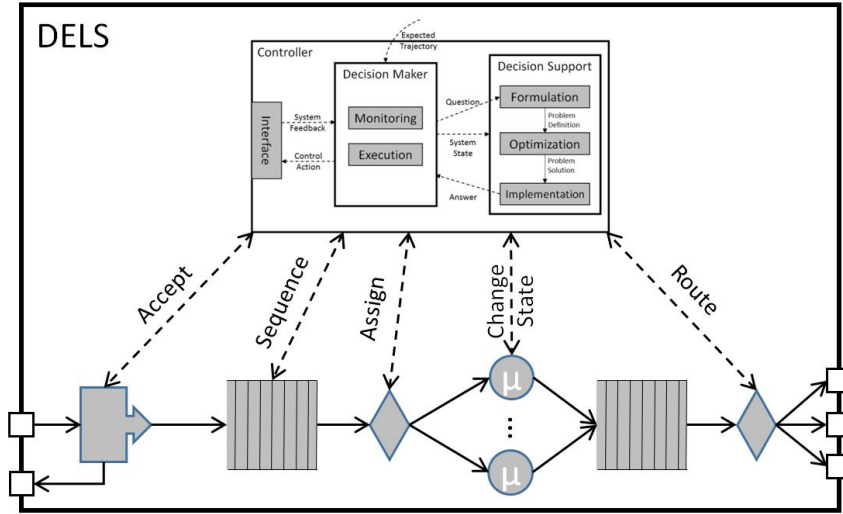 DELS
Expected
Trajectory
Controller
Decision Maker
Decision Support
Monitoring
Execution
Interface
System
Feedback
Control
Action
Question
System
State
Answer
Formulation
Problem
Definition
Optimization
Problem
Solution
Implementation
Accept
Sequence
Assign
Change
State
Route
μ
...
μ